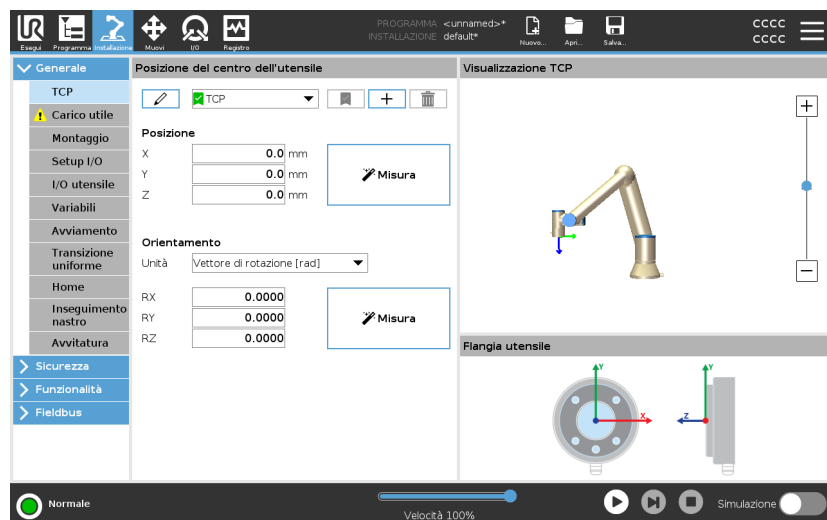 UR
PROGRAMMA <unnamed>*
INSTALLAZIONE default*
Nuovo... Apri... Salva...
CCCC
CCCC
Esegui Programma Installazione Muovi I/O Registro
Generale
TCP
Carico utile
Montaggio
Setup I/O
I/O utensile
Variabili
Avviamento
Transizione
uniforme
Home
Inseguimento
nastro
Avvitatura
Sicurezza
Funzionalità
Fieldbus
Posizione del centro dell'utensile
TCP
Posizione
X 0.0 mm
Y 0.0 mm
Z 0.0 mm
Misura
Orientamento
Unità Vettore di rotazione [rad]
RX 0.0000
RY 0.0000
RZ 0.0000
Misura
Visualizzazione TCP
Flangia utensile
Y
X
Y
Z
Normale
Velocità 100%
Simulazione